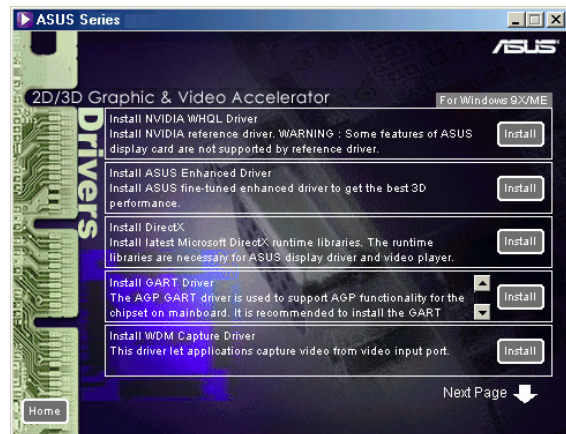 ASUS Series
ASUS
2D/3D Graphic & Video Accelerator
For Windows 9X/ME
Drivers
Install NVIDIA WHQL Driver
Install NVIDIA reference driver. WARNING : Some features of ASUS
display card are not supported by reference driver.
Install
Install ASUS Enhanced Driver
Install ASUS fine-tuned enhanced driver to get the best 3D
performance.
Install
Install DirectX
Install latest Microsoft DirectX runtime libraries. The runtime
libraries are necessary for ASUS display driver and video player.
Install
Install GART Driver
The AGP GART driver is used to support AGP functionality for the
chipset on mainboard. It is recommended to install the GART
Install
Install WDM Capture Driver
This driver let applications capture video from video input port.
Install
Next Page
Home